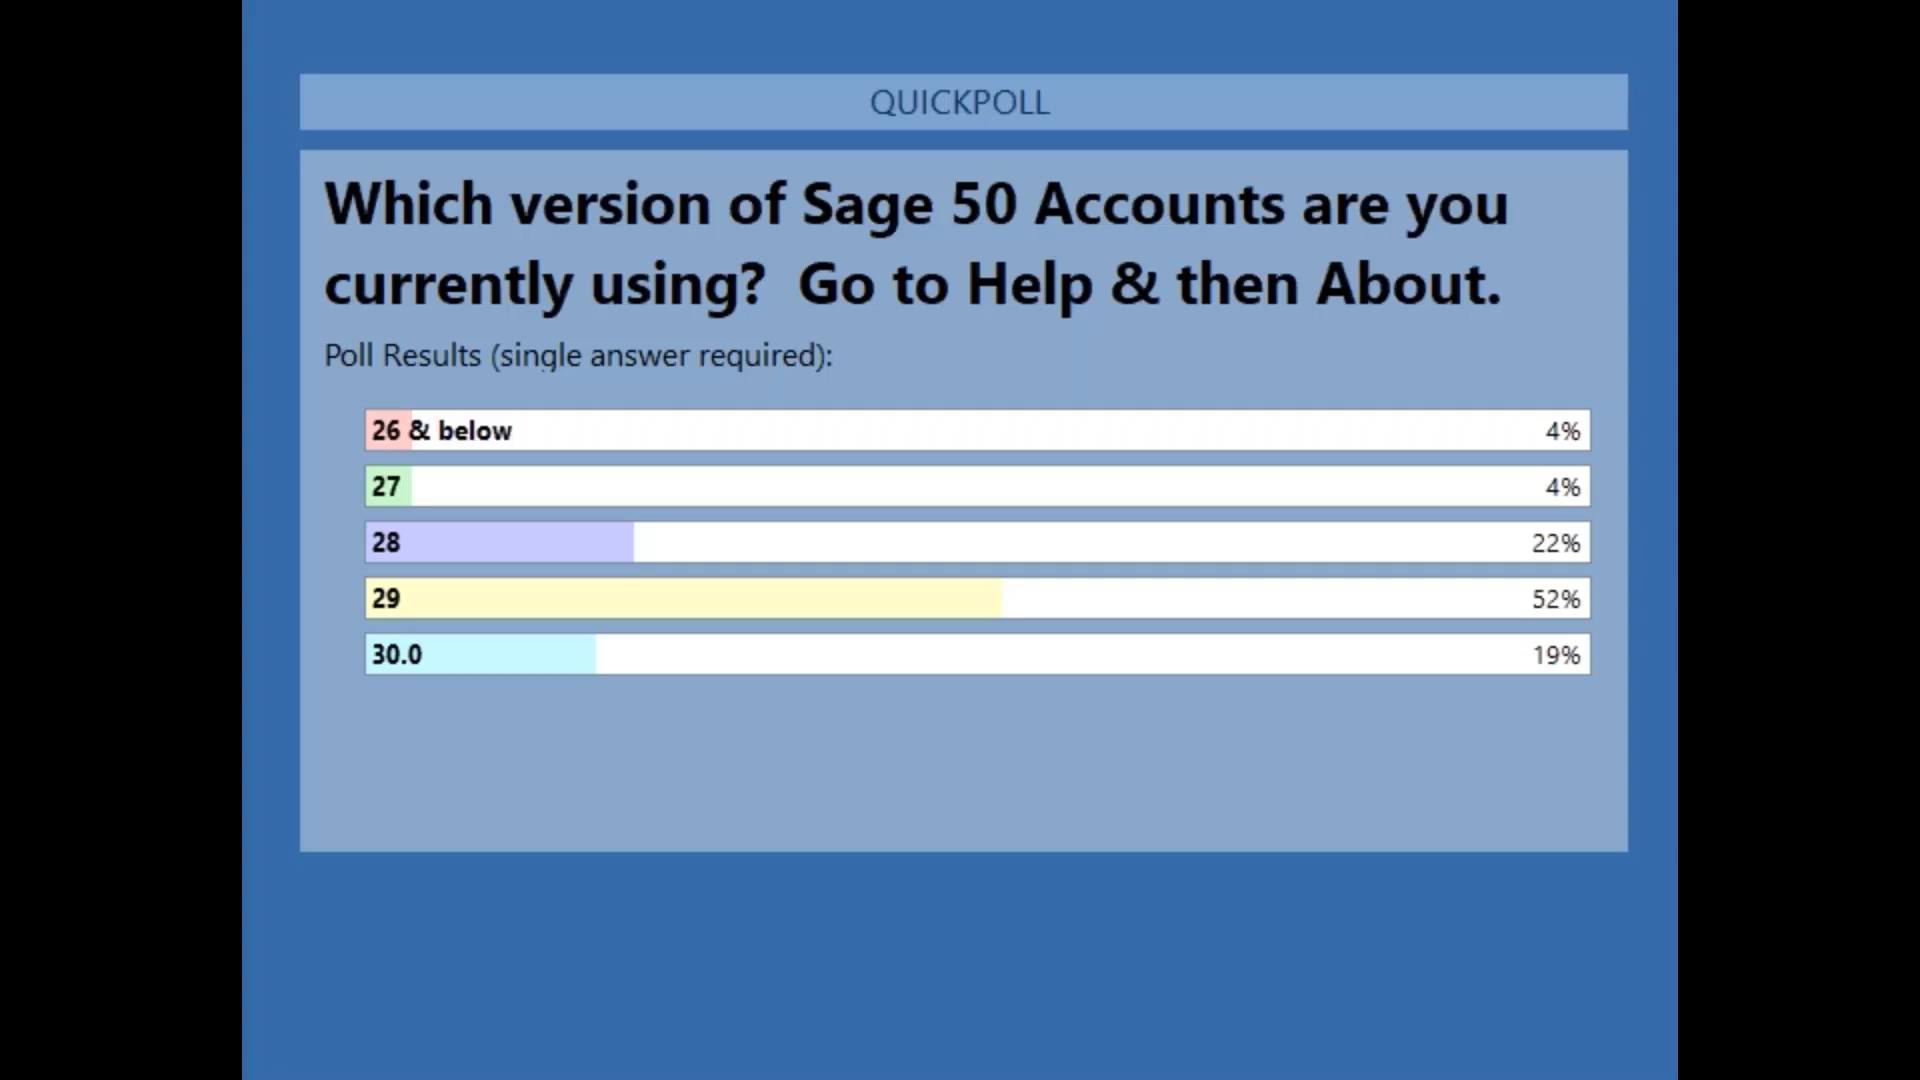 QUICKPOLL
Which version of Sage 50 Accounts are you
currently using?  Go to Help & then About.
Poll Results (single answer required):
26 & below 4%
27 4%
28 22%
29 52%
30.0 19%